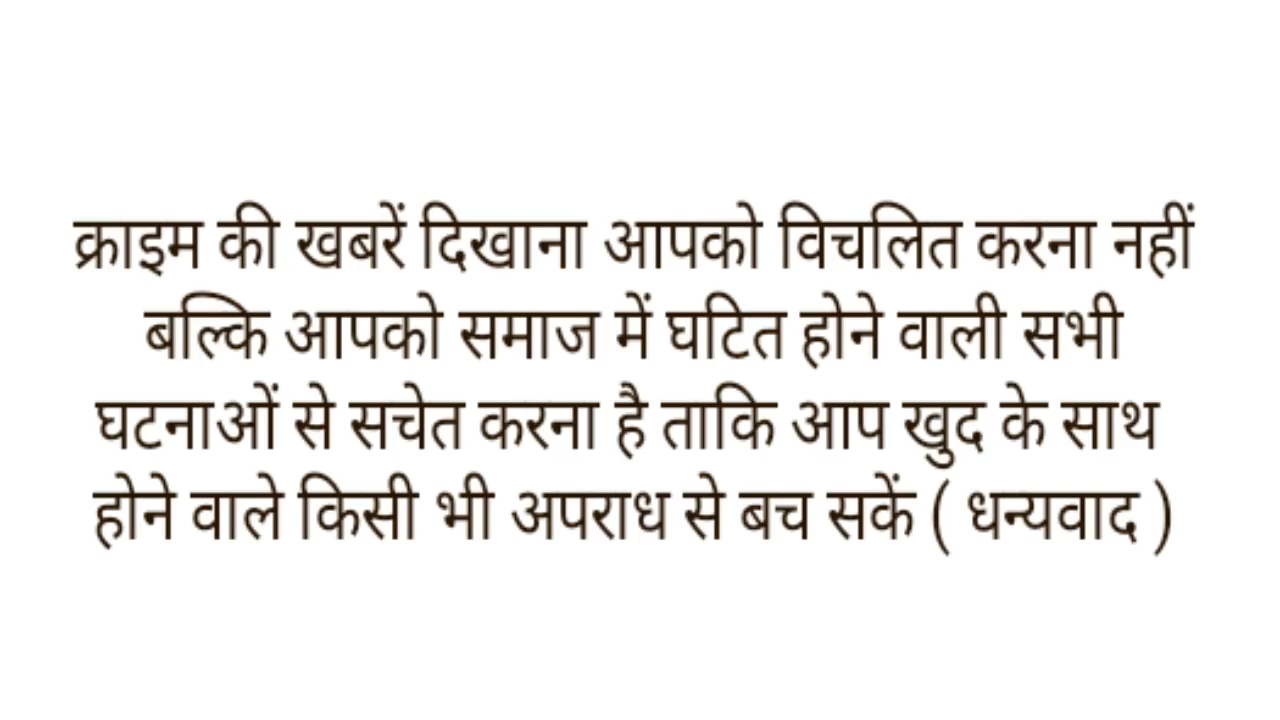 क्राइम की खबरें दिखाना आपको विचलित करना नहीं
बल्कि आपको समाज में घटित होने वाली सभी
घटनाओं से सचेत करना है ताकि आप खुद के साथ
होने वाले किसी भी अपराध से बच सकें ( धन्यवाद )